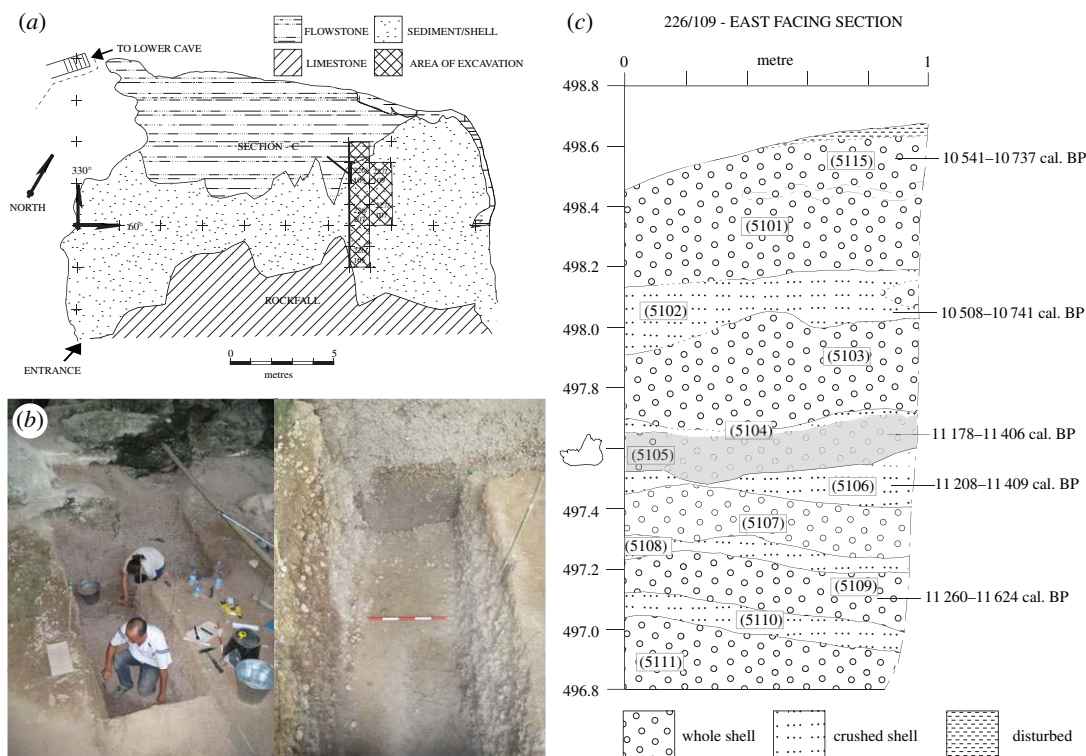 (a)
TO LOWER CAVE
FLOWSTONE
SEDIMENT/SHELL
LIMESTONE
AREA OF EXCAVATION
SECTION - C
330°
NORTH
60°
ROCKFALL
0 5
metres
ENTRANCE
(b)
(c)
226/109 - EAST FACING SECTION
0 metre 1
498.8
498.6
(5115)
10 541–10 737 cal. BP
498.4
(5101)
498.2
(5102)
10 508–10 741 cal. BP
498.0
(5103)
497.8
(5104)
11 178–11 406 cal. BP
(5105)
(5106)
11 208–11 409 cal. BP
497.4
(5107)
(5108)
497.2
(5109)
11 260–11 624 cal. BP
(5110)
497.0
(5111)
496.8
whole shell
crushed shell
disturbed